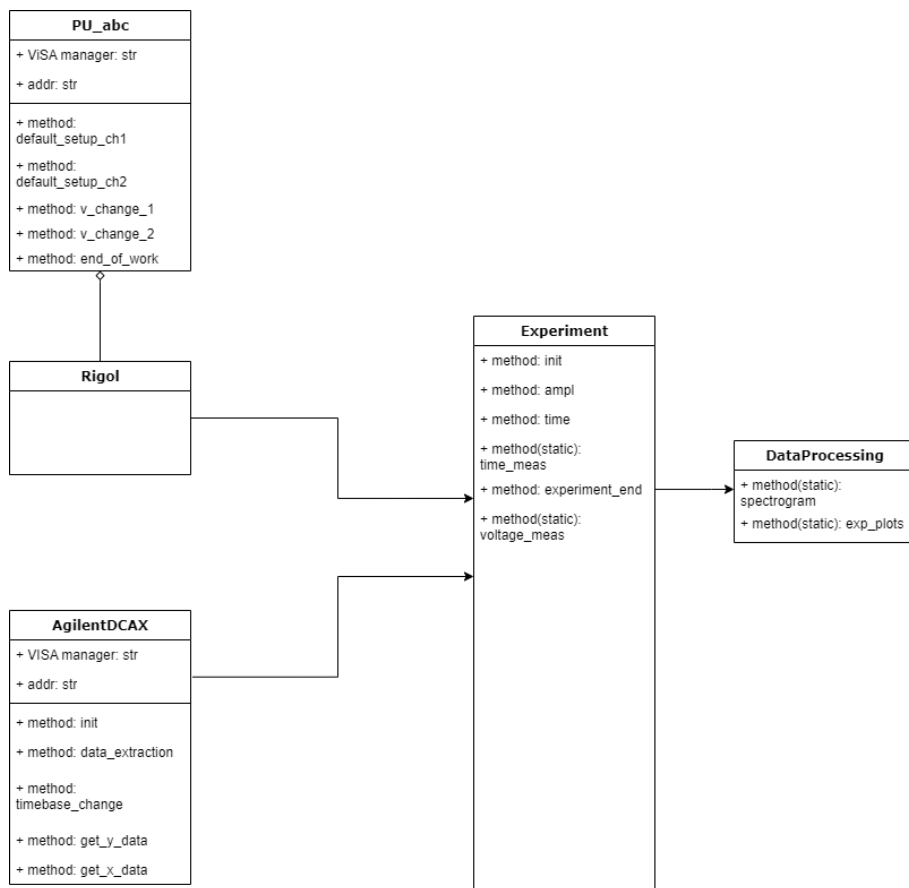 PU_abc
+ ViSA manager: str
+ addr: str
+ method:
default_setup_ch1
+ method:
default_setup_ch2
+ method: v_change_1
+ method: v_change_2
+ method: end_of_work
Rigol
AgilentDCAX
+ VISA manager: str
+ addr: str
+ method: init
+ method: data_extraction
+ method:
timebase_change
+ method: get_y_data
+ method: get_x_data
Experiment
+ method: init
+ method: ampl
+ method: time
+ method(static):
time_meas
+ method: experiment_end
+ method(static):
voltage_meas
DataProcessing
+ method(static):
spectrogram
+ method(static): exp_plots